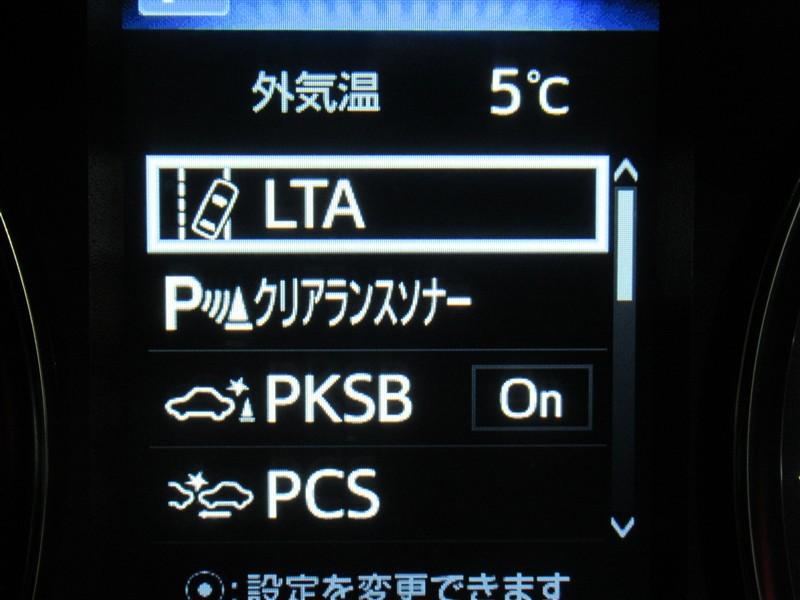 外気温 5℃
LTA
Pクリアランスソナー
PKSB On
PCS
:設定を変更できます